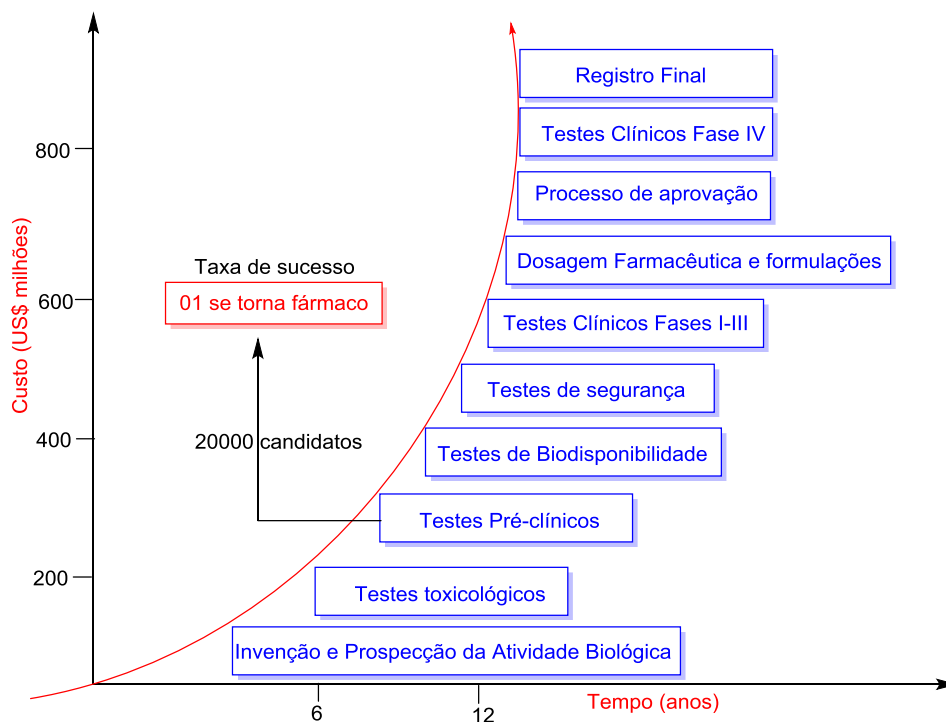 Registro Final
Testes Clínicos Fase IV
800
Processo de aprovação
Dosagem Farmacêutica e formulações
Taxa de sucesso
01 se torna fármaco
600
Testes Clínicos Fases I-III
Custo (US$ milhões)
Testes de segurança
400
20000 candidatos
Testes de Biodisponibilidade
Testes Pré-clínicos
200
Testes toxicológicos
Invenção e Prospecção da Atividade Biológica
6
12
Tempo (anos)